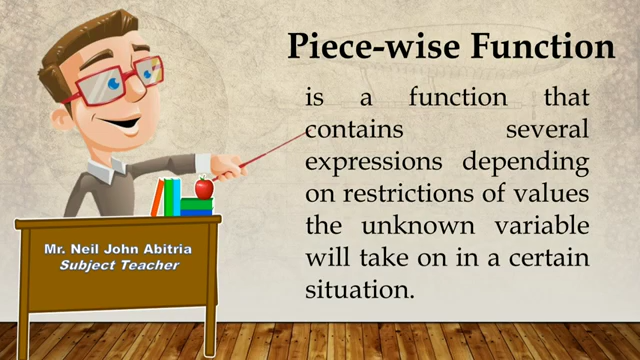 Piece-wise Function
is a function that
contains several
expressions depending
on restrictions of values
the unknown variable
will take on in a certain
situation.
Mr. Neil John Abitria
Subject Teacher